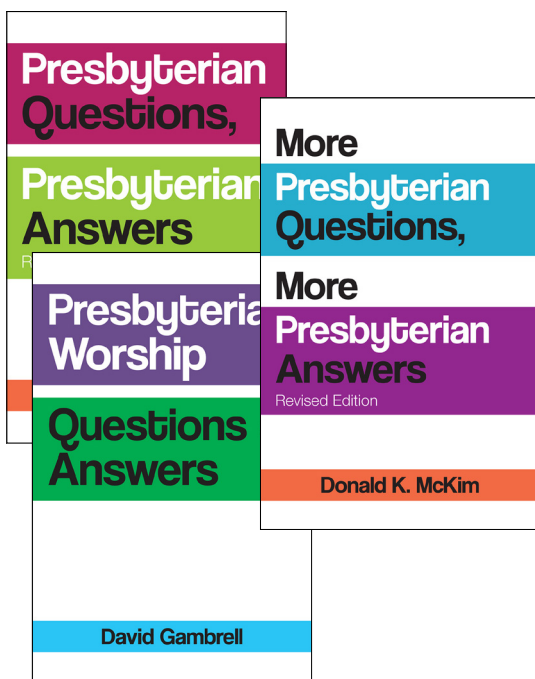 Presbyterian
Questions,
Presbyterian
Answers
R
More
Presbyterian
Questions,
More
Presbyterian
Answers
Revised Edition
Donald K. McKim
Presbyteria
Worship
Questions
Answers
David Gambrell